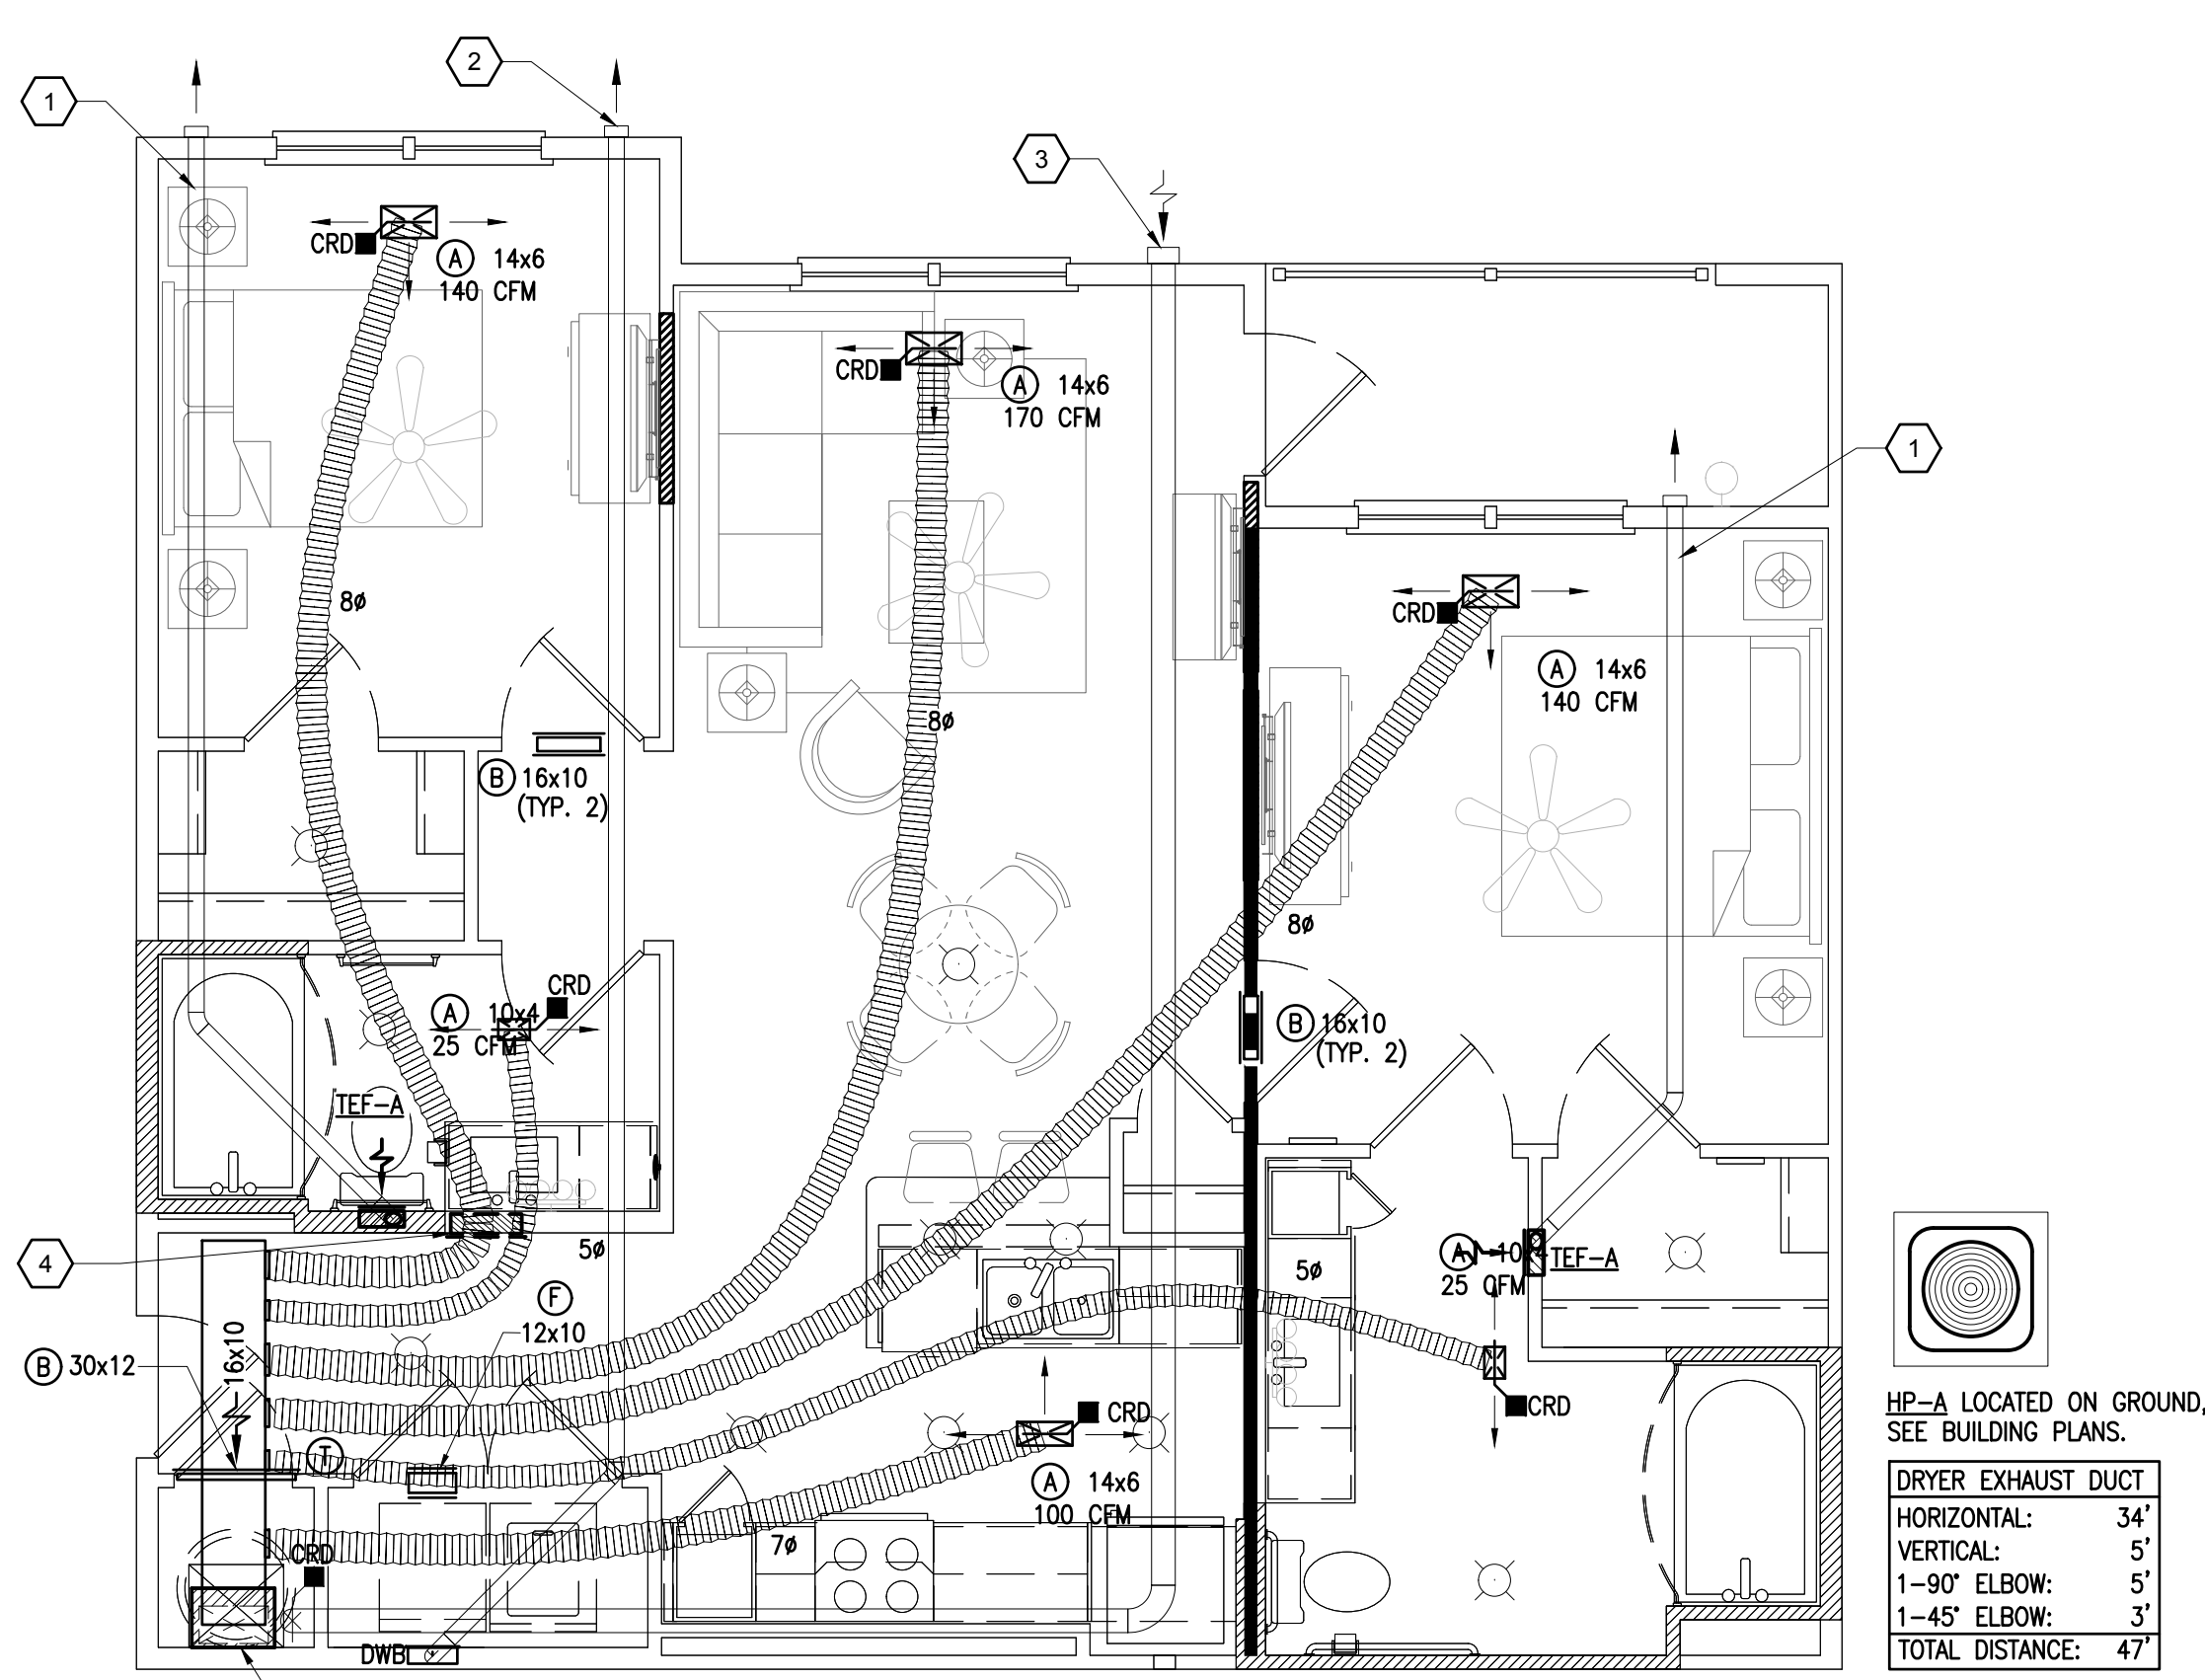 2
1
3
CRD
A 14x6
140 CFM
CRD
A 14x6
170 CFM
1
8ø
CRD
A 14x6
140 CFM
8ø
B 16x10
(TYP. 2)
8ø
CRD
A 10x4
25 CFM
B 16x10
(TYP. 2)
TEF-A
4
5ø
A 10x4
25 CFM
TEF-A
5ø
F
12x10
16x10
B 30x12
T
CRD
CRD
A 14x6
100 CFM
7ø
CRD
DWB
HP-A LOCATED ON GROUND,
SEE BUILDING PLANS.
DRYER EXHAUST DUCT
HORIZONTAL: 34'
VERTICAL: 5'
1-90° ELBOW: 5'
1-45° ELBOW: 3'
TOTAL DISTANCE: 47'